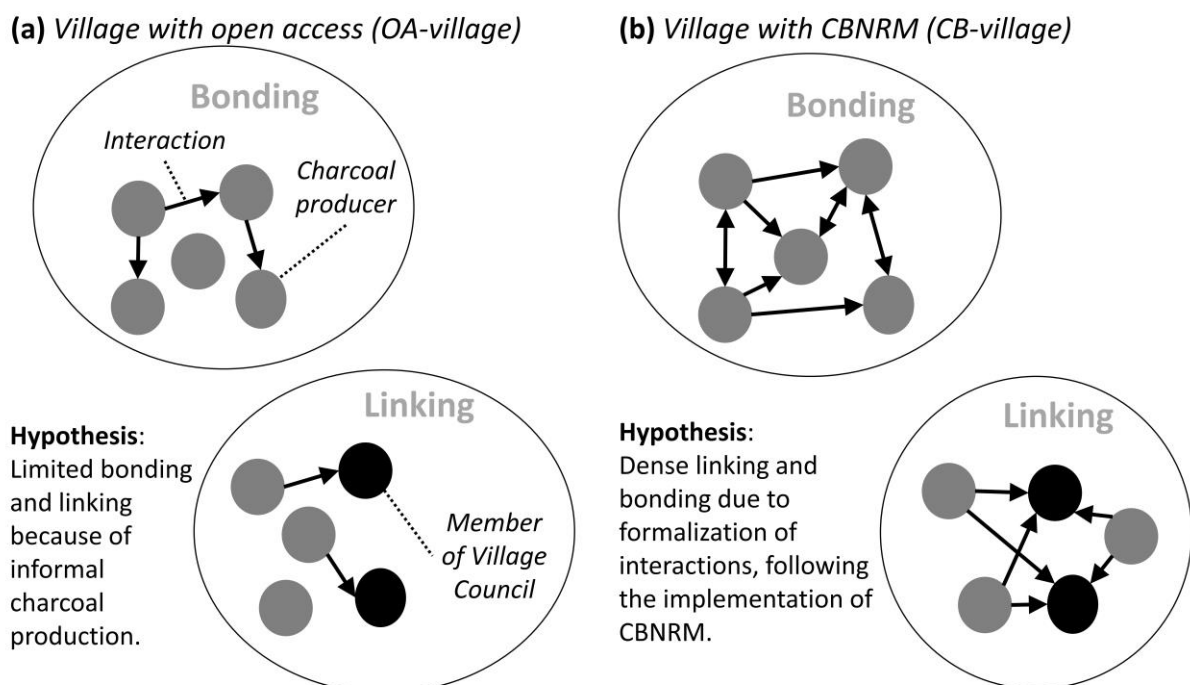 (a) Village with open access (OA-village)
Bonding
Interaction
Charcoal
producer
Linking
Hypothesis:
Limited bonding
and linking
because of
informal
charcoal
production.
Member
of Village
Council
(b) Village with CBNRM (CB-village)
Bonding
Linking
Hypothesis:
Dense linking and
bonding due to
formalization of
interactions, following
the implementation of
CBNRM.